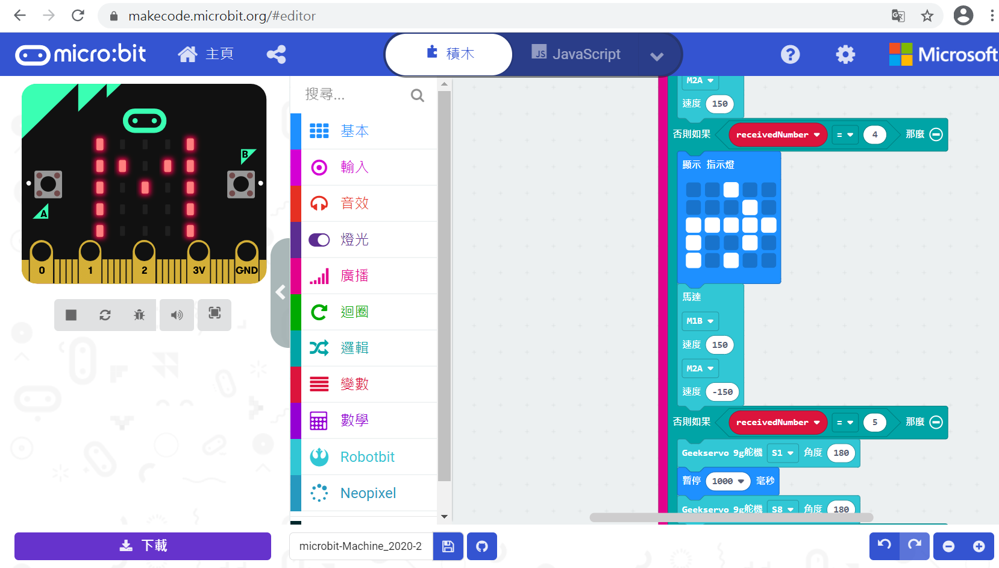 makecode.microbit.org/#editor
micro:bit
主頁
積木
JS JavaScript
Microsoft
搜尋...
基本
輸入
音效
燈光
廣播
迴圈
邏輯
變數
數學
Robotbit
Neopixel
B
A
0 1 2 3V GND
M2A
速度 150
否則如果 receivedNumber = 4 那麼
顯示 指示燈
馬達
M1B
速度 150
M2A
速度 -150
否則如果 receivedNumber = 5 那麼
Geekservo 9g舵機 S1 角度 180
暫停 1000 毫秒
Geekservo 9g舵機 S8 角度 180
下載
microbit-Machine_2020-2